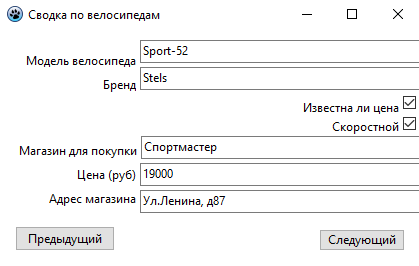 Сводка по велосипедам
Модель велосипеда Sport-52
Бренд Stels
Известна ли цена
Скоростной
Магазин для покупки Спортмастер
Цена (руб) 19000
Адрес магазина Ул.Ленина, д87
Предыдущий Следующий